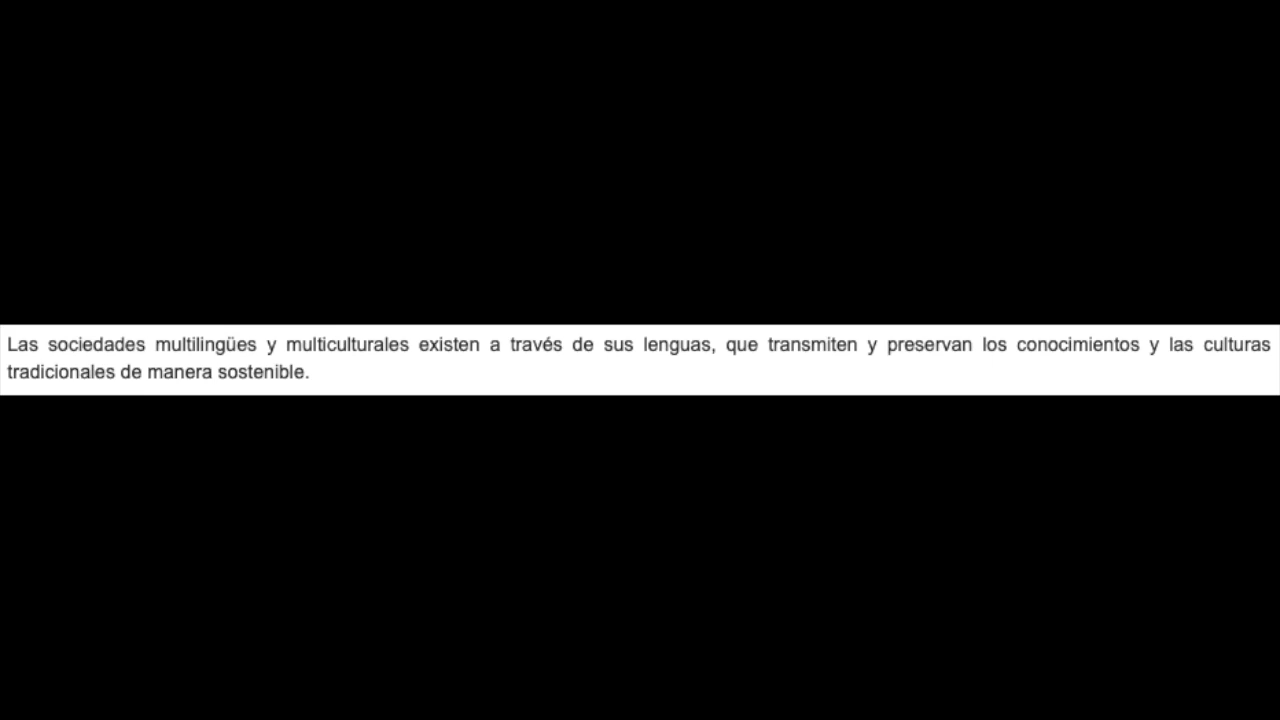 Las sociedades multilingües y multiculturales existen a través de sus lenguas, que transmiten y preservan los conocimientos y las culturas
tradicionales de manera sostenible.